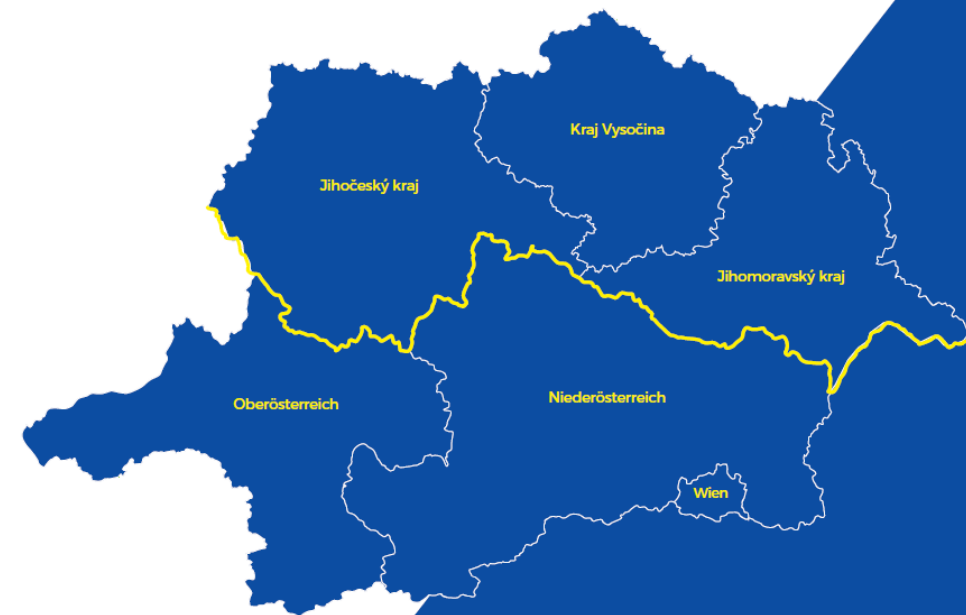 Kraj Vysočina
Jihočeský kraj
Jihomoravský kraj
Oberösterreich
Niederösterreich
Wien